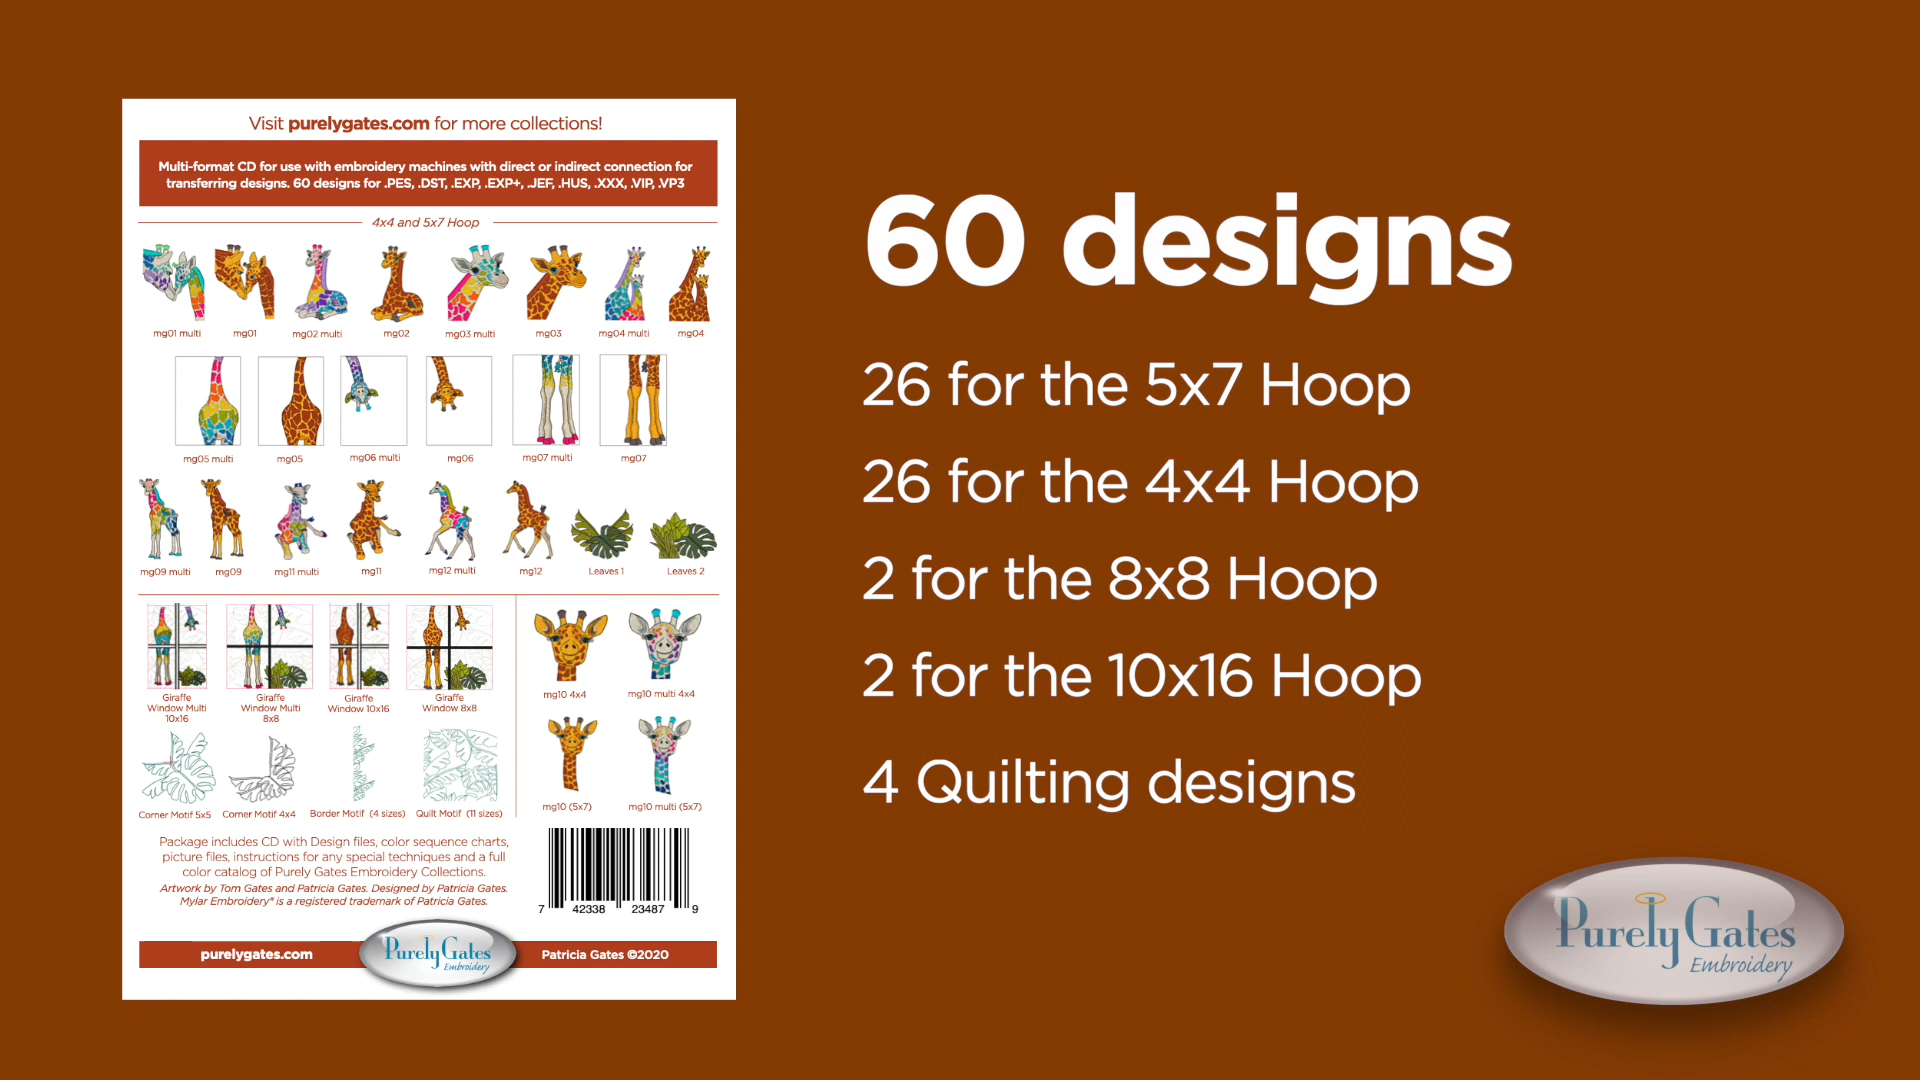 Visit purelygates.com for more collections!
Multi-format CD for use with embroidery machines with direct or indirect connection for
transferring designs. 60 designs for .PES, .DST, .EXP, .EXP+, .JEF, .HUS, .XXX, .VIP, .VP3
4x4 and 5x7 Hoop
mg01 multi mg01 mg02 multi mg02 mg03 multi mg03 mg04 multi mg04
mg05 multi mg05 mg06 multi mg06 mg07 multi mg07
mg09 multi mg09 mg11 multi mg11 mg12 multi mg12 Leaves 1 Leaves 2
Giraffe
Window Multi
10x16
Giraffe
Window Multi
8x8
Giraffe
Window 10x16
Giraffe
Window 8x8
mg10 4x4 mg10 multi 4x4
Corner Motif 5x5 Corner Motif 4x4 Border Motif (4 sizes) Quilt Motif (11 sizes)
mg10 (5x7) mg10 multi (5x7)
Package includes CD with Design files, color sequence charts,
picture files, instructions for any special techniques and a full
color catalog of Purely Gates Embroidery Collections.
Artwork by Tom Gates and Patricia Gates. Designed by Patricia Gates.
Mylar Embroidery® is a registered trademark of Patricia Gates.
7 42338 23487 9
purelygates.com
Purely Gates
Embroidery
Patricia Gates ©2020
60 designs
26 for the 5x7 Hoop
26 for the 4x4 Hoop
2 for the 8x8 Hoop
2 for the 10x16 Hoop
4 Quilting designs
Purely Gates
Embroidery